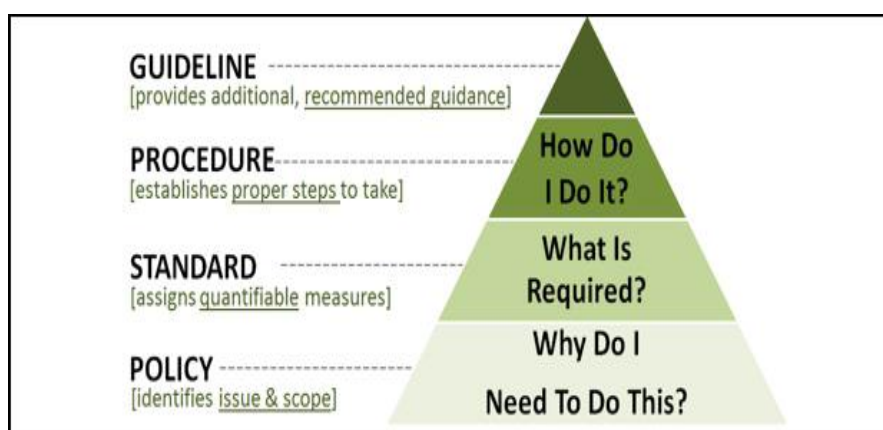 GUIDELINE
[provides additional, recommended guidance]
PROCEDURE
[establishes proper steps to take]
How Do
I Do It?
STANDARD
[assigns quantifiable measures]
What Is
Required?
POLICY
[identifies issue & scope]
Why Do I
Need To Do This?